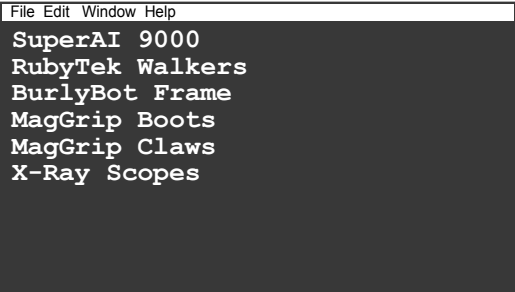 File Edit Window Help
SuperAI 9000
RubyTek Walkers
BurlyBot Frame
MagGrip Boots
MagGrip Claws
X-Ray Scopes